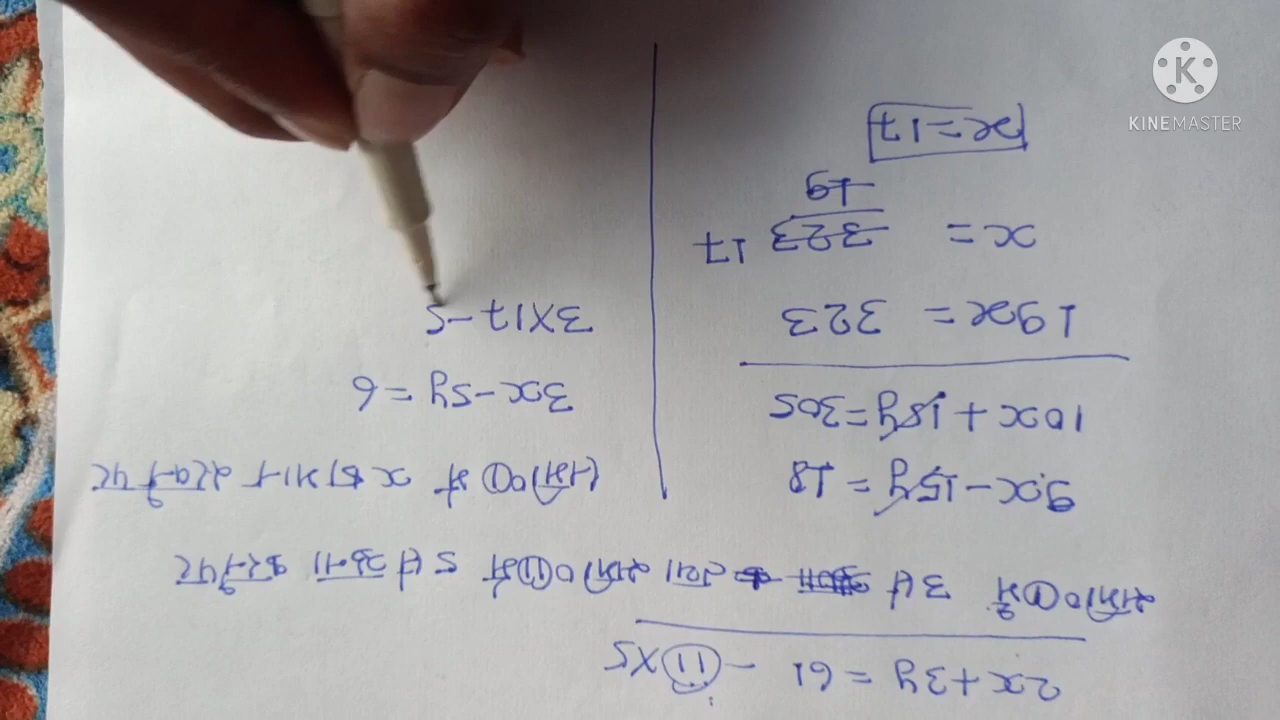 2x+3y = 61 — (ii) ×5
समी० (i) में 3 से तथा समी० (ii) में 5 से गुणा करने पर
9x-15y = 18
10x + 15y = 305
19x = 323
x = 323 17
19
x=17
समी० (i) में x का मान रखने पर
3x-5y = 6
3×17-5
KINEMASTER